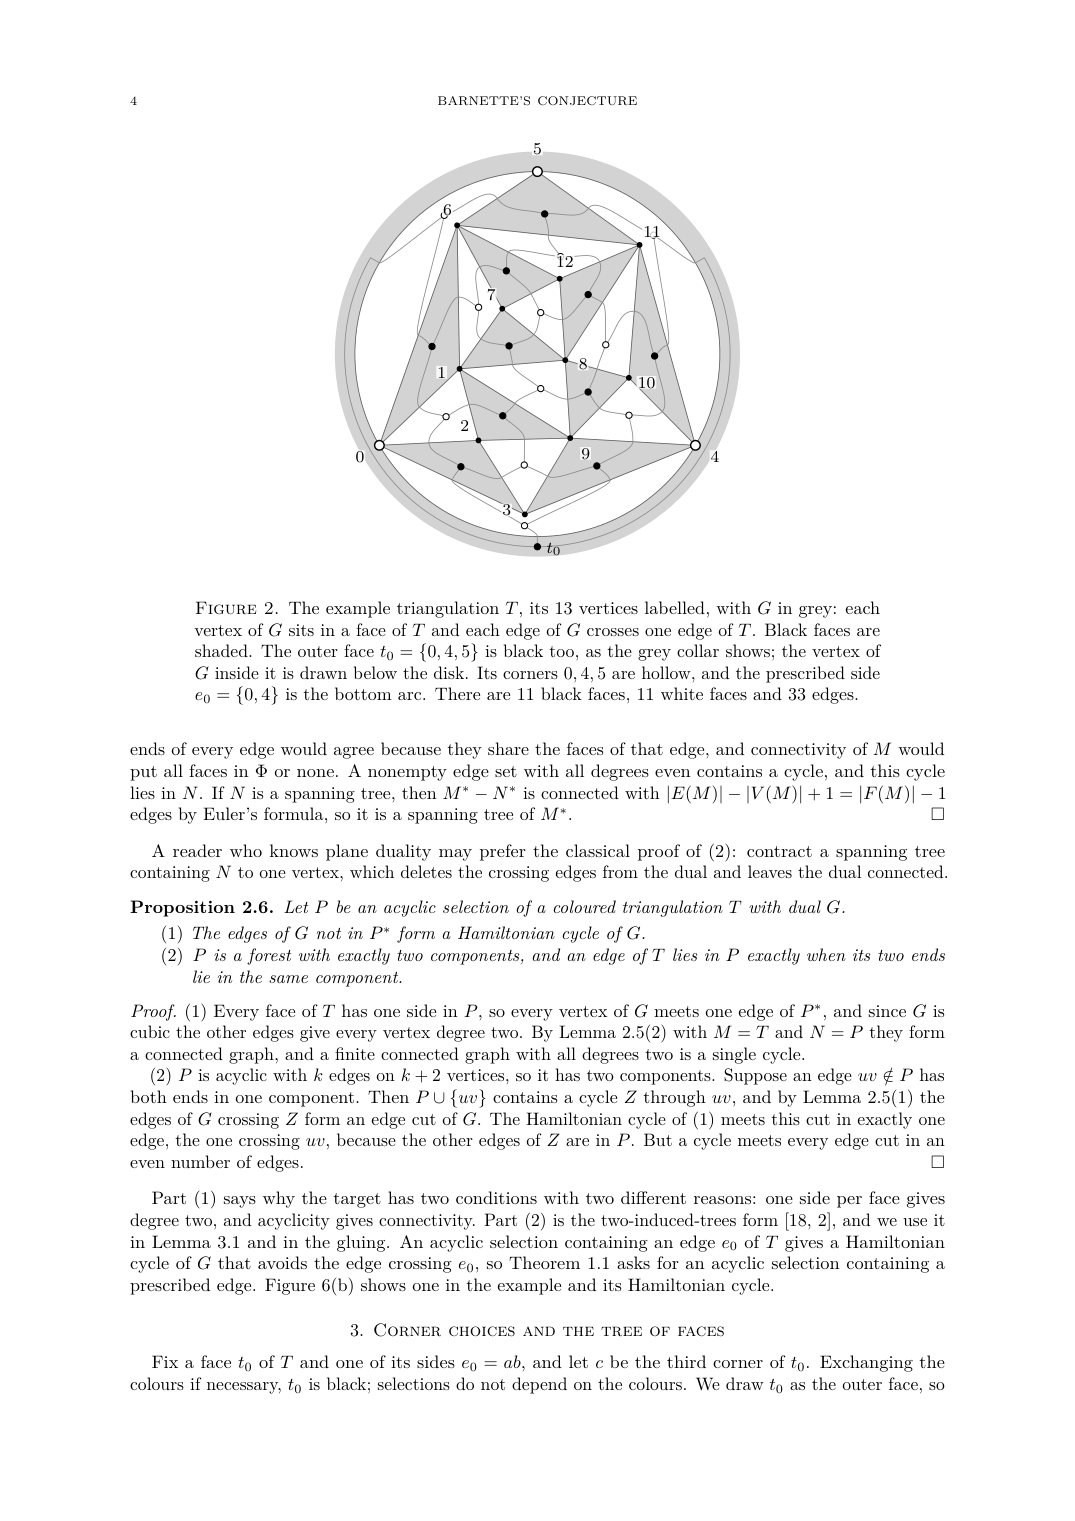 4
BARNETTE'S CONJECTURE
5
6
11
12
7
8
1
10
2
9
0
4
3
t0
FIGURE 2. The example triangulation T, its 13 vertices labelled, with G in grey: each
vertex of G sits in a face of T and each edge of G crosses one edge of T. Black faces are
shaded. The outer face t0 = {0, 4, 5} is black too, as the grey collar shows; the vertex of
G inside it is drawn below the disk. Its corners 0, 4, 5 are hollow, and the prescribed side
e0 = {0, 4} is the bottom arc. There are 11 black faces, 11 white faces and 33 edges.
ends of every edge would agree because they share the faces of that edge, and connectivity of M would
put all faces in Φ or none. A nonempty edge set with all degrees even contains a cycle, and this cycle
lies in N. If N is a spanning tree, then M* − N* is connected with |E(M)| − |V(M)| + 1 = |F(M)| − 1
edges by Euler's formula, so it is a spanning tree of M*. □
A reader who knows plane duality may prefer the classical proof of (2): contract a spanning tree
containing N to one vertex, which deletes the crossing edges from the dual and leaves the dual connected.
Proposition 2.6. Let P be an acyclic selection of a coloured triangulation T with dual G.
(1) The edges of G not in P* form a Hamiltonian cycle of G.
(2) P is a forest with exactly two components, and an edge of T lies in P exactly when its two ends
lie in the same component.
Proof. (1) Every face of T has one side in P, so every vertex of G meets one edge of P*, and since G is
cubic the other edges give every vertex degree two. By Lemma 2.5(2) with M = T and N = P they form
a connected graph, and a finite connected graph with all degrees two is a single cycle.
(2) P is acyclic with k edges on k + 2 vertices, so it has two components. Suppose an edge uv ∉ P has
both ends in one component. Then P ∪ {uv} contains a cycle Z through uv, and by Lemma 2.5(1) the
edges of G crossing Z form an edge cut of G. The Hamiltonian cycle of (1) meets this cut in exactly one
edge, the one crossing uv, because the other edges of Z are in P. But a cycle meets every edge cut in an
even number of edges. □
Part (1) says why the target has two conditions with two different reasons: one side per face gives
degree two, and acyclicity gives connectivity. Part (2) is the two-induced-trees form [18, 2], and we use it
in Lemma 3.1 and in the gluing. An acyclic selection containing an edge e0 of T gives a Hamiltonian
cycle of G that avoids the edge crossing e0, so Theorem 1.1 asks for an acyclic selection containing a
prescribed edge. Figure 6(b) shows one in the example and its Hamiltonian cycle.
3. CORNER CHOICES AND THE TREE OF FACES
Fix a face t0 of T and one of its sides e0 = ab, and let c be the third corner of t0. Exchanging the
colours if necessary, t0 is black; selections do not depend on the colours. We draw t0 as the outer face, so